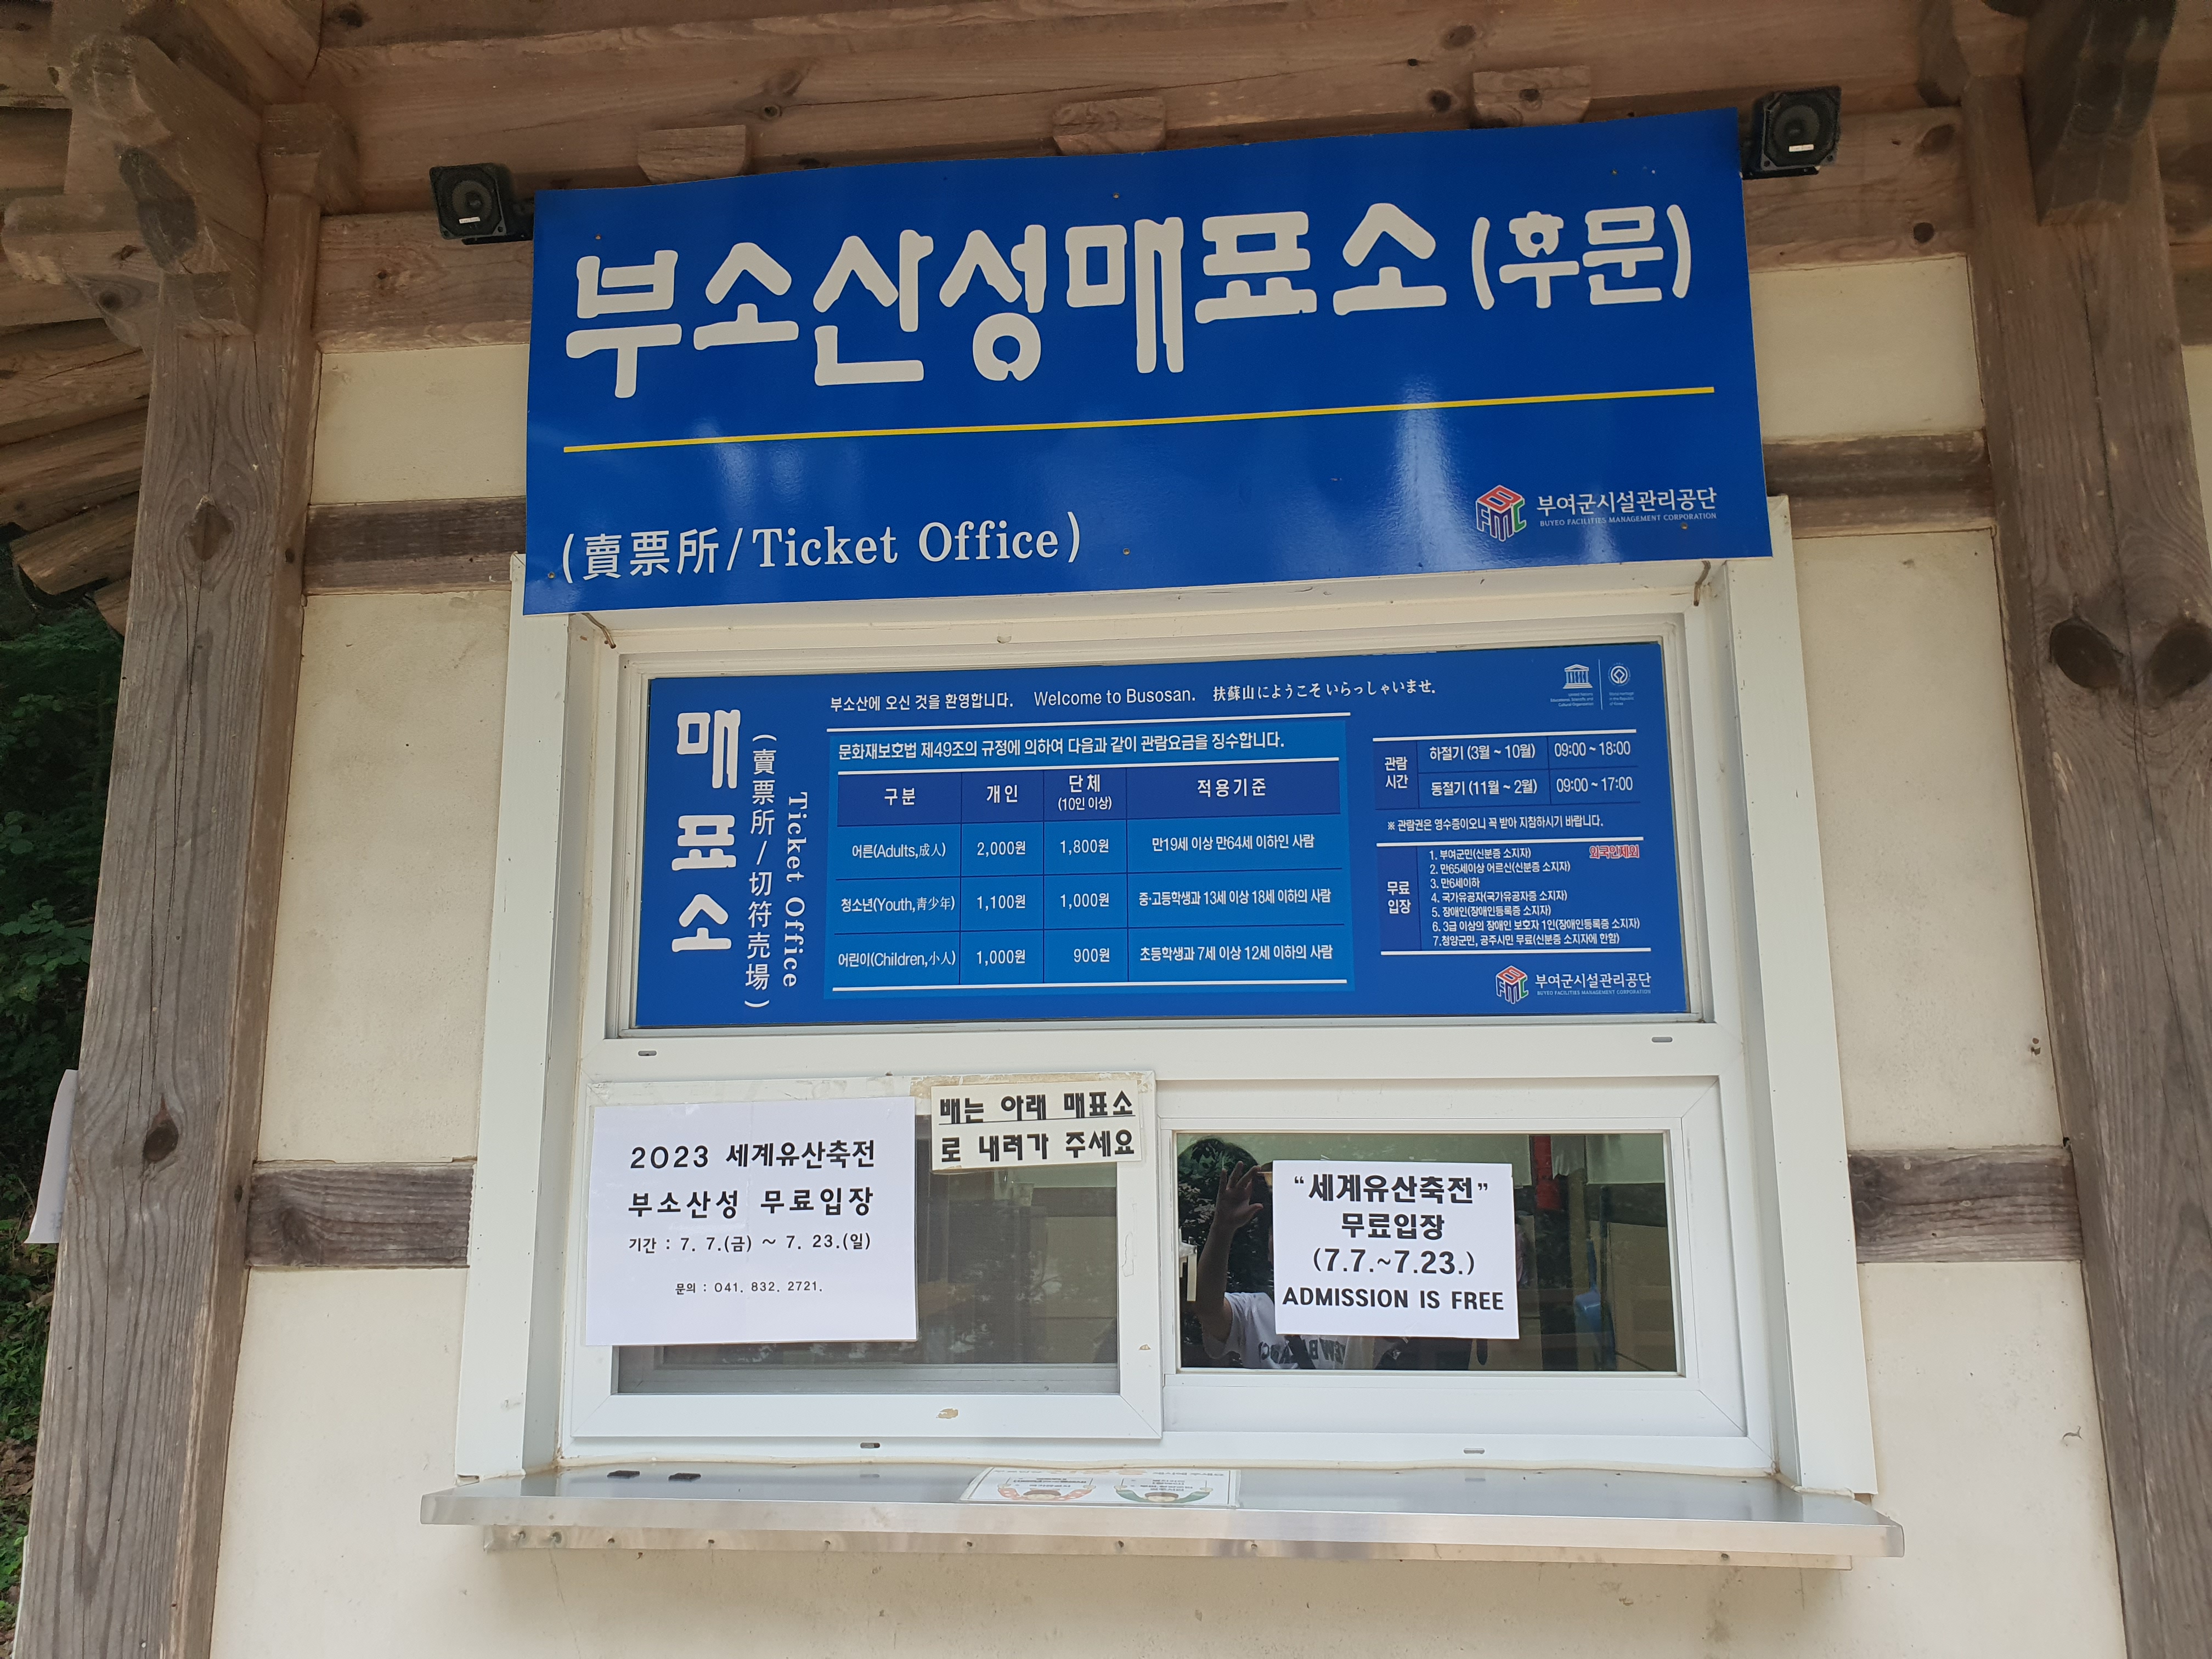 부소산성매표소(후문)
(賣票所/Ticket Office)
부여군시설관리공단
BUYEO FACILITIES MANAGEMENT CORPORATION
매표소
(賣票所/切符売場)
Ticket Office
부소산에 오신 것을 환영합니다. Welcome to Busosan. 扶蘇山にようこそいらっしゃいませ.
문화재보호법 제49조의 규정에 의하여 다음과 같이 관람요금을 징수합니다.
구분 개인 단체 (10인 이상) 적용기준
어른(Adults,成人) 2,000원 1,800원 만19세 이상 만64세 이하인 사람
청소년(Youth,靑少年) 1,100원 1,000원 중·고등학생과 13세 이상 18세 이하의 사람
어린이(Children,小人) 1,000원 900원 초등학생과 7세 이상 12세 이하의 사람
관람시간
하절기 (3월 ~ 10월) 09:00 ~ 18:00
동절기 (11월 ~ 2월) 09:00 ~ 17:00
※ 관람권은 영수증이오니 꼭 받아 지참하시기 바랍니다.
무료입장
1. 부여군민(신분증 소지자) 외국인제외
2. 만65세이상 어르신(신분증 소지자)
3. 만6세이하
4. 국가유공자(국가유공자증 소지자)
5. 장애인(장애인등록증 소지자)
6. 3급 이상의 장애인 보호자 1인(장애인등록증 소지자)
7.청양군민, 공주시민 무료(신분증 소지자에 한함)
부여군시설관리공단
BUYEO FACILITIES MANAGEMENT CORPORATION
배는 아래 매표소
로 내려가 주세요
2023 세계유산축전
부소산성 무료입장
기간 : 7. 7.(금) ~ 7. 23.(일)
문의 : 041. 832. 2721.
"세계유산축전"
무료입장
(7.7.~7.23.)
ADMISSION IS FREE